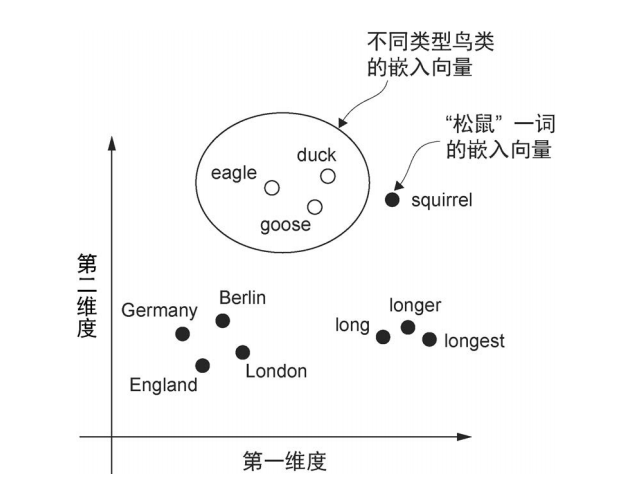 不同类型鸟类
的嵌入向量
“松鼠”一词
的嵌入向量
duck
eagle
goose
squirrel
第二维度
Germany
Berlin
England
London
long
longer
longest
第一维度